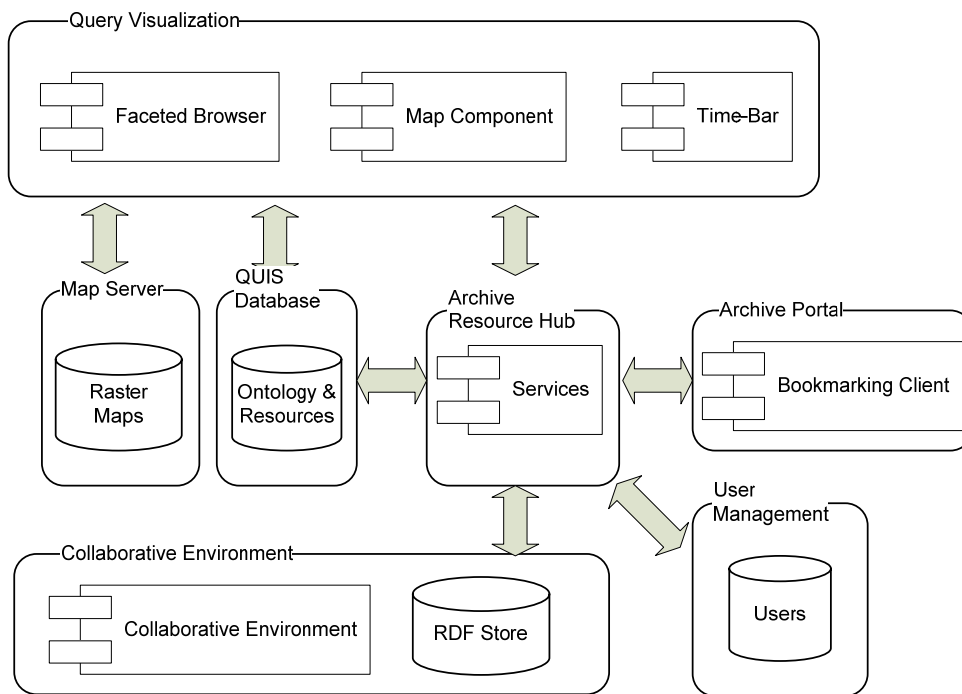 Query Visualization
Faceted Browser
Map Component
Time-Bar
Map Server
QUIS
Database
Archive
Resource Hub
Archive Portal
Raster
Maps
Ontology &
Resources
Services
Bookmarking Client
User
Management
Collaborative Environment
Collaborative Environment
RDF Store
Users